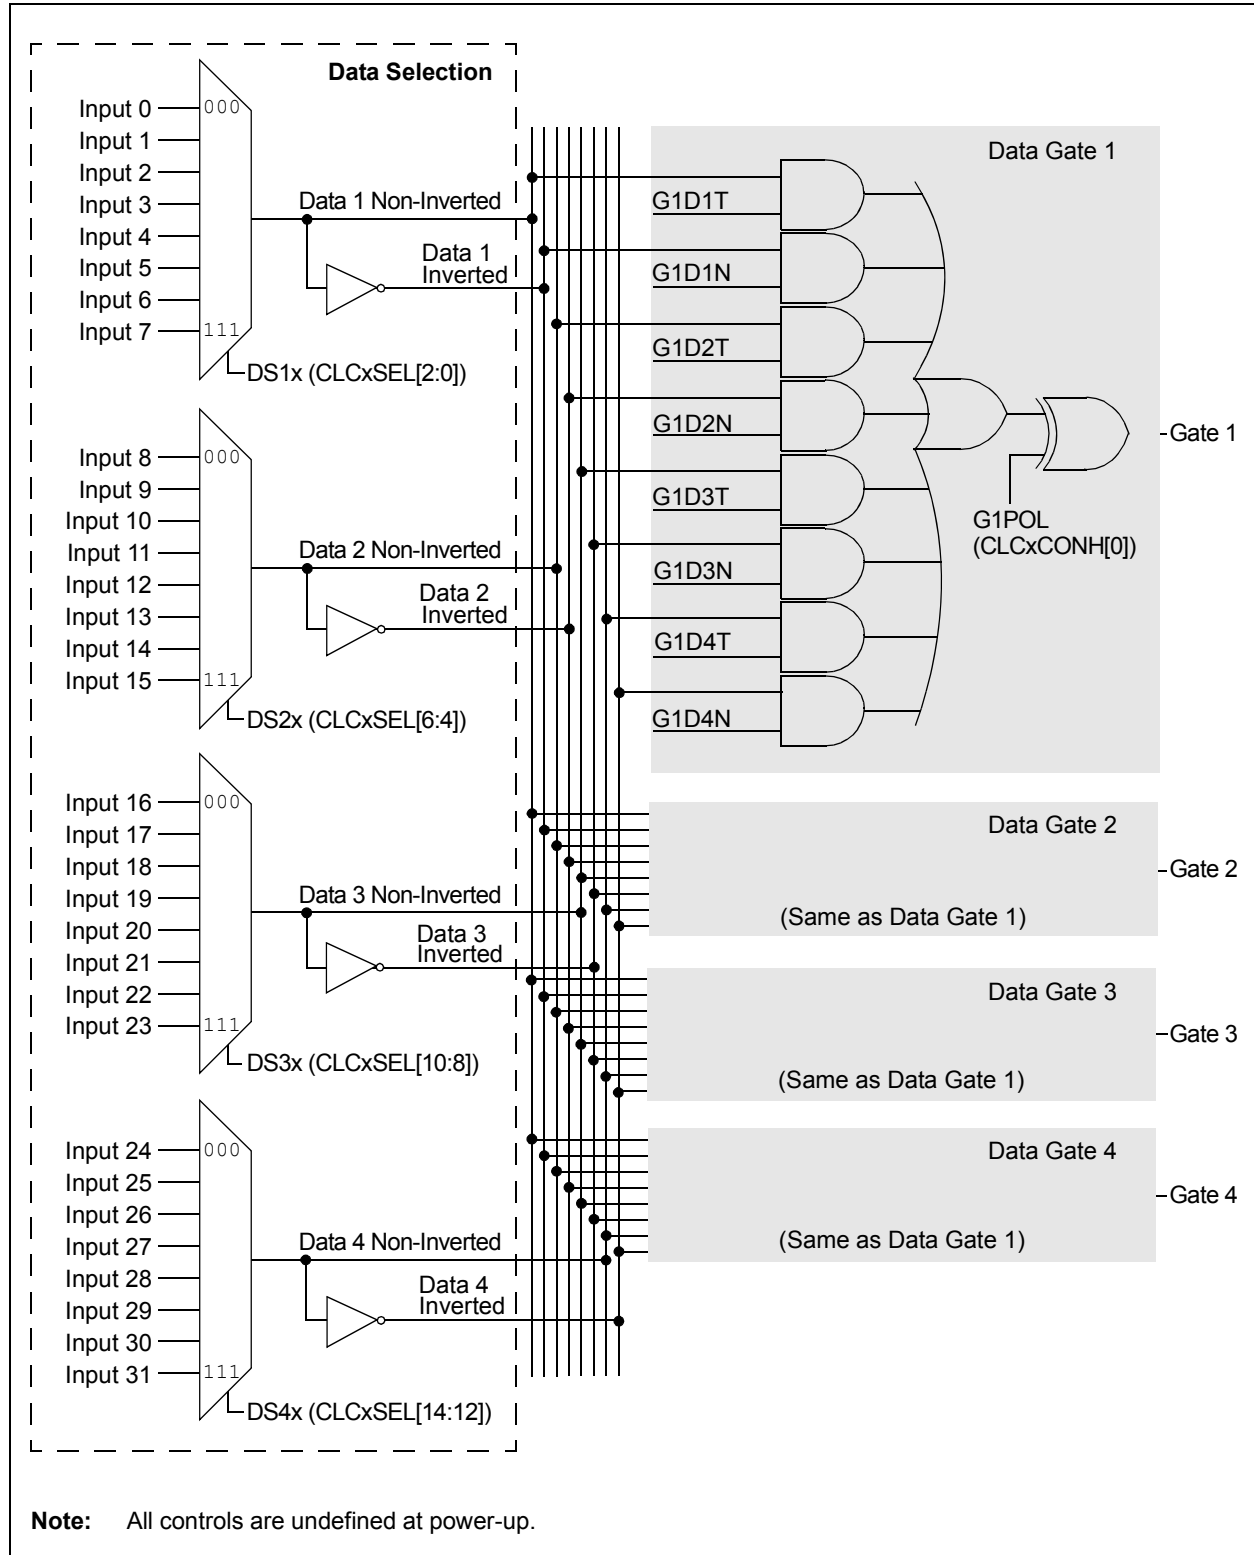 Data Selection
Input 0
000
Input 1
Input 2
Input 3
Input 4
Input 5
Input 6
Input 7
111
DS1x (CLCxSEL[2:0])
Data 1 Non-Inverted
Data 1
Inverted
Input 8
000
Input 9
Input 10
Input 11
Input 12
Input 13
Input 14
Input 15
111
DS2x (CLCxSEL[6:4])
Data 2 Non-Inverted
Data 2
Inverted
Input 16
000
Input 17
Input 18
Input 19
Input 20
Input 21
Input 22
Input 23
111
DS3x (CLCxSEL[10:8])
Data 3 Non-Inverted
Data 3
Inverted
Input 24
000
Input 25
Input 26
Input 27
Input 28
Input 29
Input 30
Input 31
111
DS4x (CLCxSEL[14:12])
Data 4 Non-Inverted
Data 4
Inverted
Data Gate 1
G1D1T
G1D1N
G1D2T
G1D2N
G1D3T
G1D3N
G1D4T
G1D4N
G1POL
(CLCxCONH[0])
Gate 1
Data Gate 2
(Same as Data Gate 1)
Gate 2
Data Gate 3
(Same as Data Gate 1)
Gate 3
Data Gate 4
(Same as Data Gate 1)
Gate 4
Note: All controls are undefined at power-up.